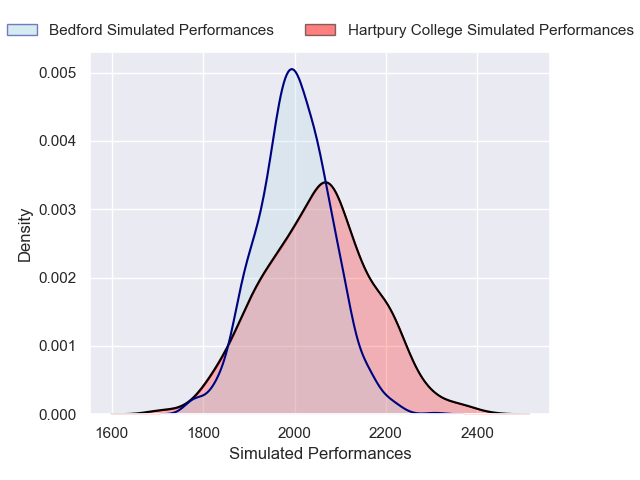 Bedford Simulated Performances
Hartpury College Simulated Performances
0.005
0.004
0.003
0.002
0.001
0.000
Density
1600 1800 2000 2200 2400
Simulated Performances